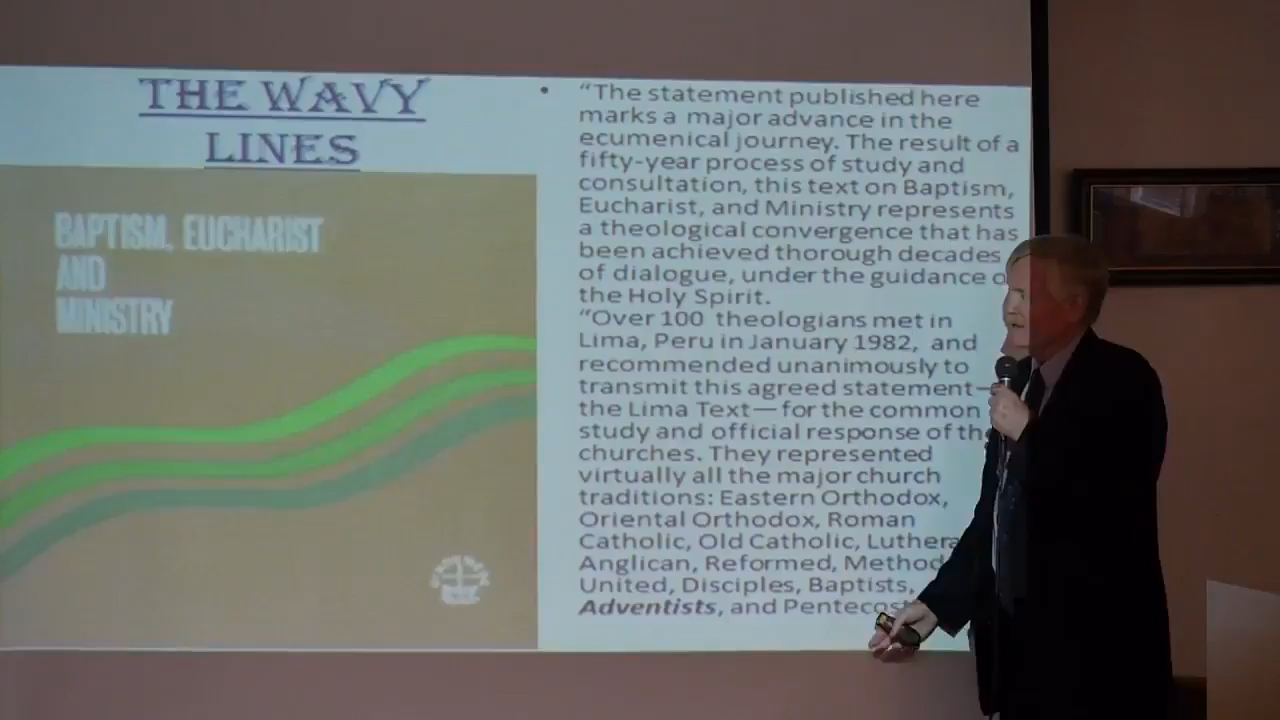 THE WAVY
LINES
BAPTISM, EUCHARIST
AND
MINISTRY
• “The statement published here
marks a major advance in the
ecumenical journey. The result of a
fifty-year process of study and
consultation, this text on Baptism,
Eucharist, and Ministry represents
a theological convergence that has
been achieved thorough decades
of dialogue, under the guidance o
the Holy Spirit.
“Over 100 theologians met in
Lima, Peru in January 1982, and
recommended unanimously to
transmit this agreed statement—
the Lima Text—for the common
study and official response of the
churches. They represented
virtually all the major church
traditions: Eastern Orthodox,
Oriental Orthodox, Roman
Catholic, Old Catholic, Luthera
Anglican, Reformed, Method
United, Disciples, Baptists,
Adventists, and Pentecos